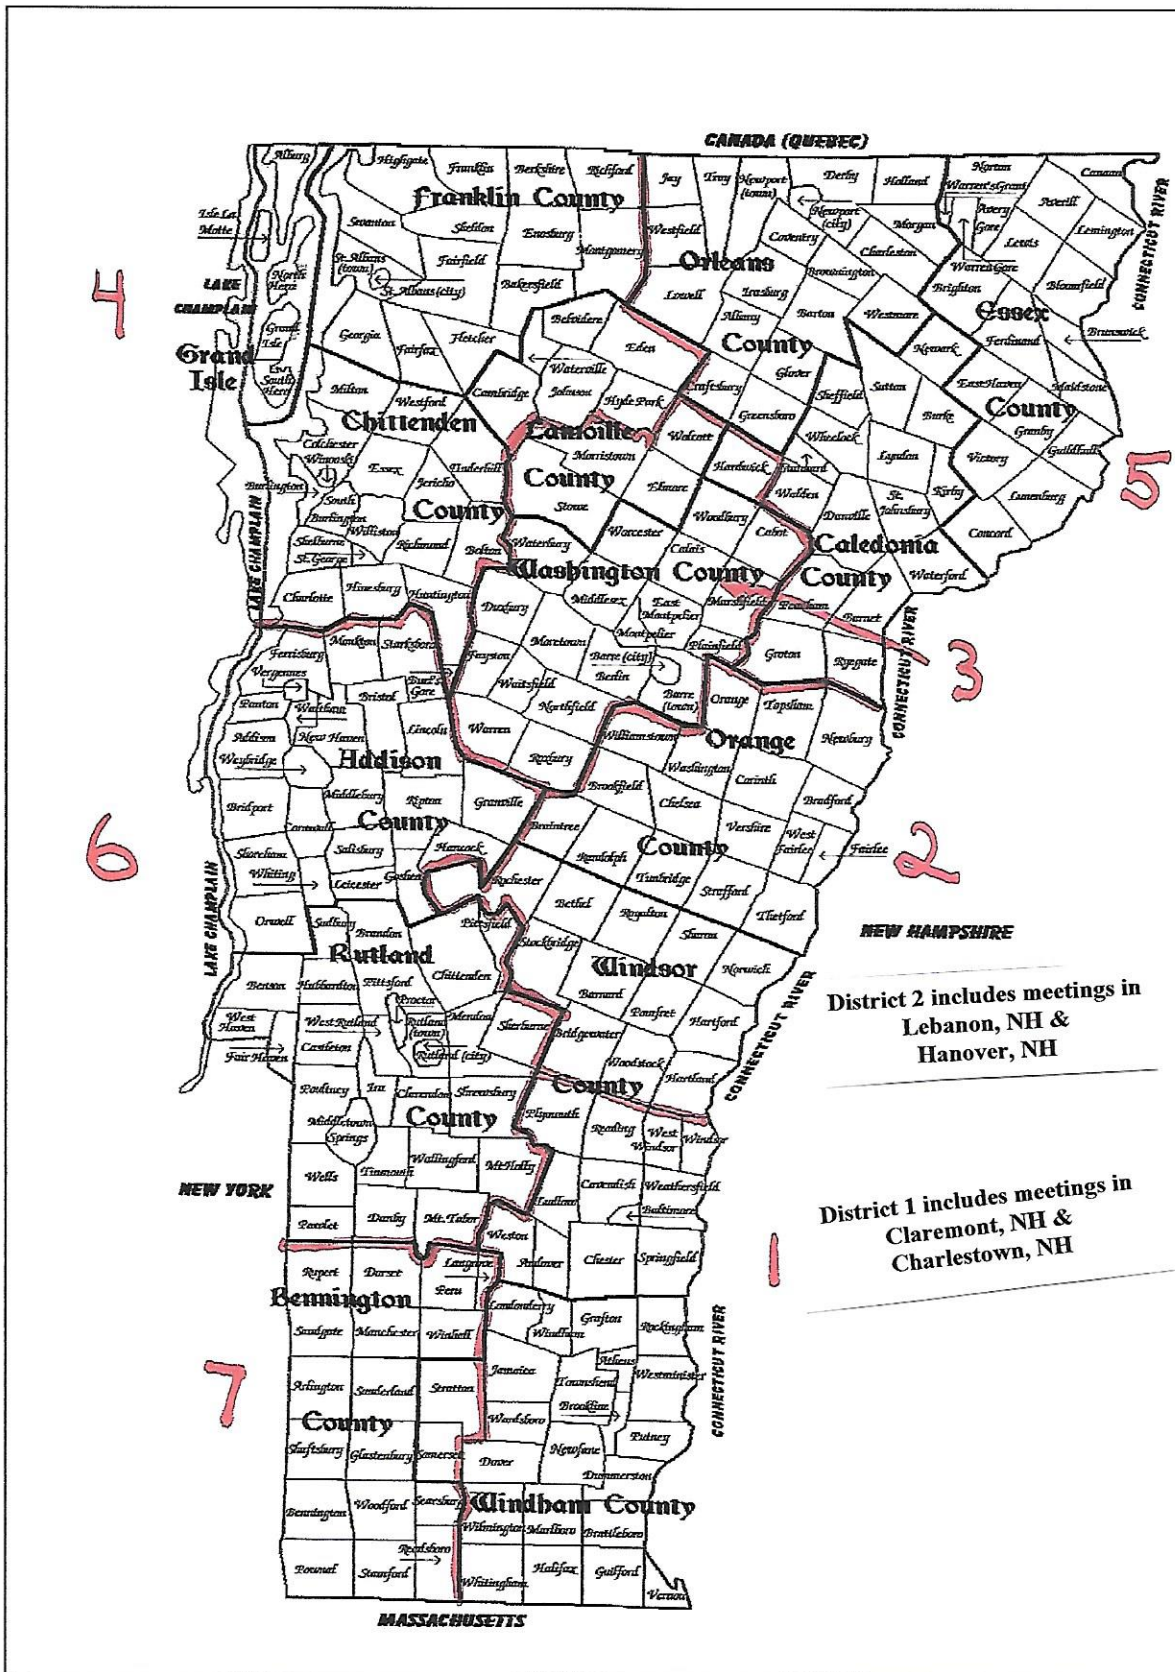 CANADA (QUEBEC)
Alburg
Highgate
Franklin
Berkshire
Richford
Jay
Troy
Newport (town)
Derby
Holland
Norton
Canaan
Warren's Grant
Franklin County
Isle La Motte
Swanton
Sheldon
Enosburg
Montgomery
Westfield
Newport (city)
Morgan
Avery Gore
Averill
Lewis
Lemington
CONNECTICUT RIVER
Coventry
Charleston
Warren Gore
St. Albans (town)
Fairfield
Orleans
Brownington
Brighton
Bloomfield
North Hero
St. Albans (city)
Bakersfield
Lowell
Irasburg
4
LAKE CHAMPLAIN
Essex
Grand Isle
Georgia
Fairfax
Fletcher
Belvidere
Eden
Albany
Barton
Westmore
Ferdinand
Brunswick
County
Newark
Grand Isle
South Hero
Waterville
Glover
East Haven
Maidstone
Milton
Westford
Cambridge
Johnson
Hyde Park
Craftsbury
Sheffield
Sutton
Burke
County
Granby
Guildhall
Chittenden
Greensboro
Lamoille
Wolcott
Wheelock
Colchester
Winooski
Essex
Underhill
Morristown
Hardwick
Stannard
Lyndon
Victory
5
Jericho
County
Elmore
Walden
Kirby
Lunenburg
Burlington
South Burlington
County
Stowe
Woodbury
Danville
St. Johnsbury
Williston
Worcester
Cabot
Concord
Shelburne
St. George
Richmond
Bolton
Waterbury
Calais
Caledonia
LAKE CHAMPLAIN
Washington County
County
Waterford
Charlotte
Hinesburg
Huntington
Duxbury
Middlesex
East Montpelier
Marshfield
Peacham
Barnet
Montpelier
Plainfield
CONNECTICUT RIVER
Ferrisburg
Monkton
Starksboro
Moretown
Barre (city)
Groton
Ryegate
3
Vergennes
Buel's Gore
Fayston
Berlin
Waitsfield
Barre (town)
Orange
Topsham
Panton
Waltham
Bristol
Northfield
Addison
New Haven
Lincoln
Warren
Williamstown
Orange
Newbury
Weybridge
Addison
Roxbury
Washington
Corinth
Bridport
Middlebury
Ripton
Granville
Brookfield
Chelsea
Bradford
Cornwall
County
Braintree
Vershire
West Fairlee
Fairlee
6
Shoreham
Salisbury
Hancock
Randolph
County
2
Whiting
Leicester
Goshen
Rochester
Tunbridge
Strafford
Orwell
Sudbury
Brandon
Pittsfield
Bethel
Royalton
Thetford
LAKE CHAMPLAIN
Sharon
NEW HAMPSHIRE
Rutland
Stockbridge
Windsor
Norwich
Benson
Hubbardton
Pittsford
Chittenden
Barnard
Pomfret
District 2 includes meetings in
Lebanon, NH &
Hanover, NH
West Haven
Proctor
West Rutland
Rutland (town)
Mendon
Sherburne
Bridgewater
Hartford
CONNECTICUT RIVER
Fair Haven
Castleton
Rutland (city)
Woodstock
Poultney
Ira
Clarendon
Shrewsbury
County
Hartland
County
Plymouth
Middletown Springs
Reading
West Windsor
Windsor
Wallingford
Mt. Holly
NEW YORK
Wells
Tinmouth
Cavendish
Weathersfield
District 1 includes meetings in
Claremont, NH &
Charlestown, NH
Ludlow
Baltimore
Pawlet
Danby
Mt. Tabor
Weston
Andover
Chester
Springfield
1
Rupert
Dorset
Landgrove
Peru
Bennington
Londonderry
Grafton
Rockingham
Sandgate
Manchester
Winhall
Windham
Athens
7
Jamaica
Westminister
CONNECTICUT RIVER
Arlington
Sunderland
Stratton
Townshend
Brookline
County
Wardsboro
Putney
Shaftsbury
Glastenbury
Somerset
Dover
Newfane
Dummerston
Bennington
Woodford
Searsburg
Windham County
Wilmington
Marlboro
Brattleboro
Readsboro
Pownal
Stamford
Whitingham
Halifax
Guilford
Vernon
MASSACHUSETTS